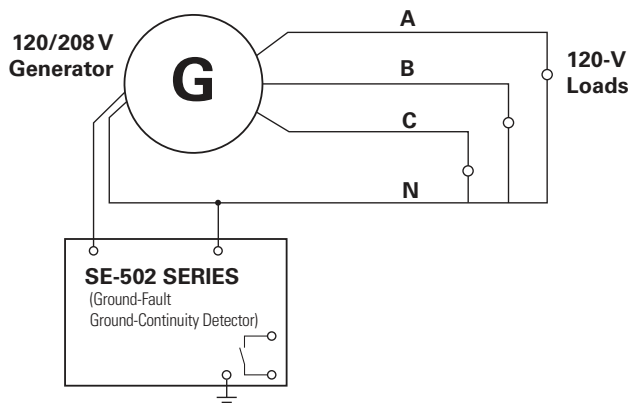 A
120/208 V
Generator
G
120-V
Loads
B
C
N
SE-502 SERIES
(Ground-Fault
Ground-Continuity Detector)